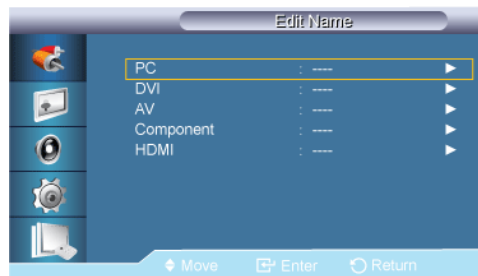 Edit Name
PC : ---- ►
DVI : ---- ►
AV : ---- ►
Component : ---- ►
HDMI : ---- ►
Move Enter Return